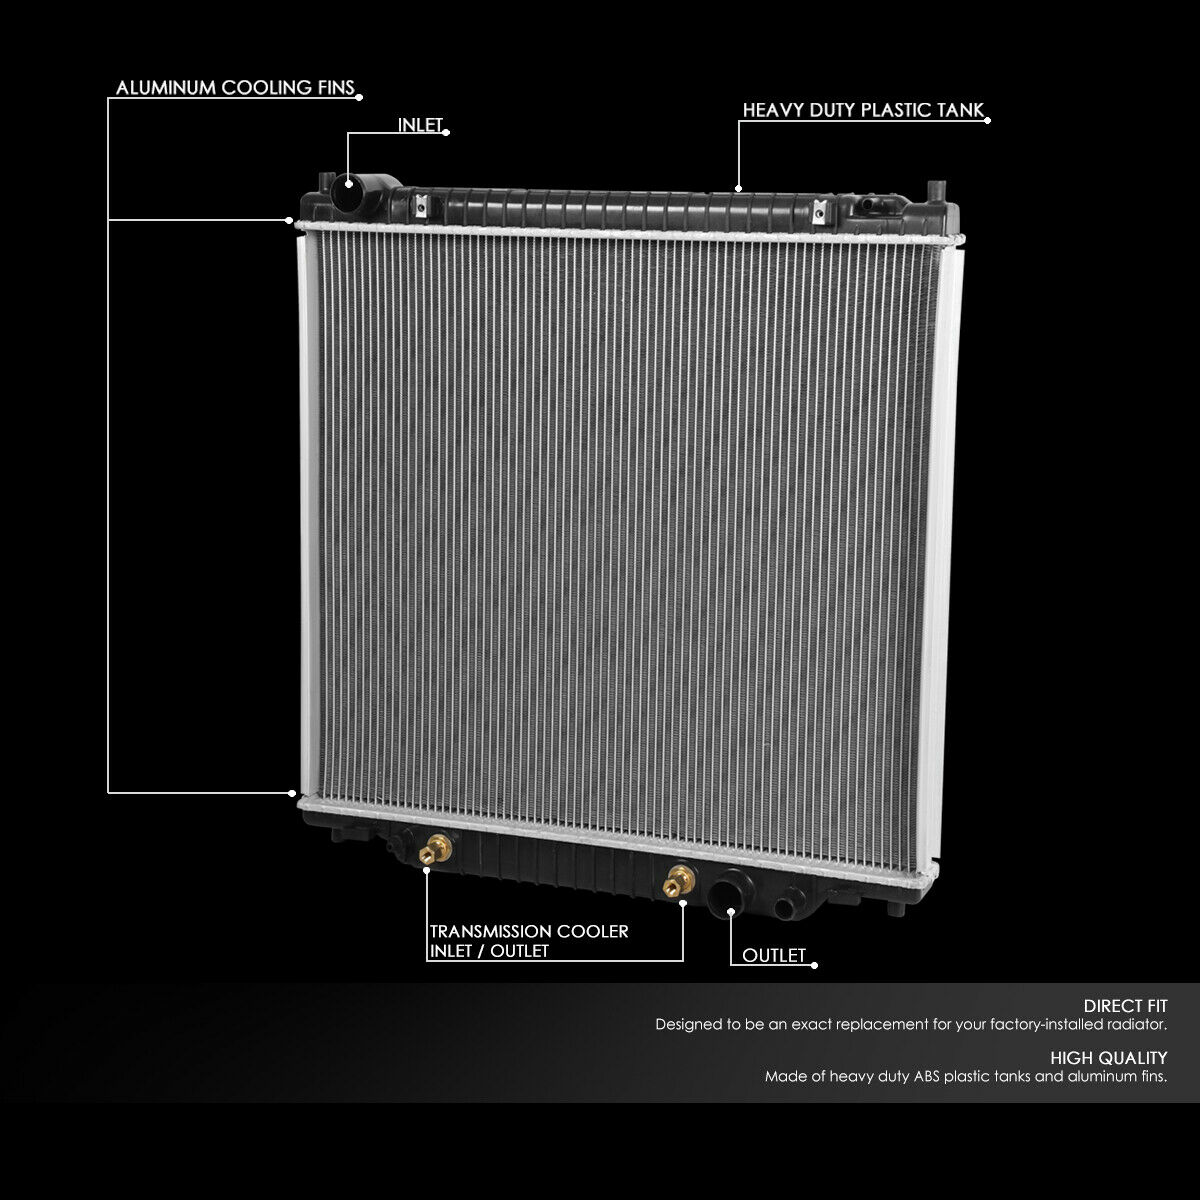 ALUMINUM COOLING FINS
INLET
HEAVY DUTY PLASTIC TANK
TRANSMISSION COOLER
INLET / OUTLET
OUTLET
DIRECT FIT
Designed to be an exact replacement for your factory-installed radiator.
HIGH QUALITY
Made of heavy duty ABS plastic tanks and aluminum fins.